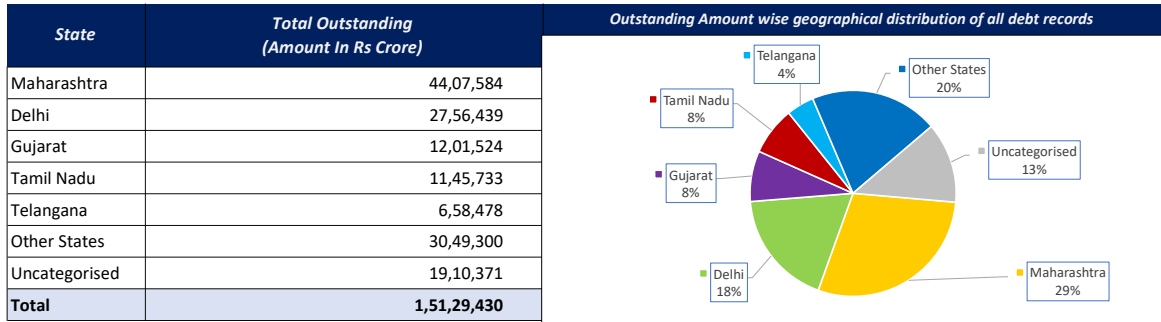 State Total Outstanding
(Amount In Rs Crore)
Maharashtra 44,07,584
Delhi 27,56,439
Gujarat 12,01,524
Tamil Nadu 11,45,733
Telangana 6,58,478
Other States 30,49,300
Uncategorised 19,10,371
Total 1,51,29,430
Outstanding Amount wise geographical distribution of all debt records
Telangana
4%
Other States
20%
Tamil Nadu
8%
Uncategorised
13%
Gujarat
8%
Delhi
18%
Maharashtra
29%